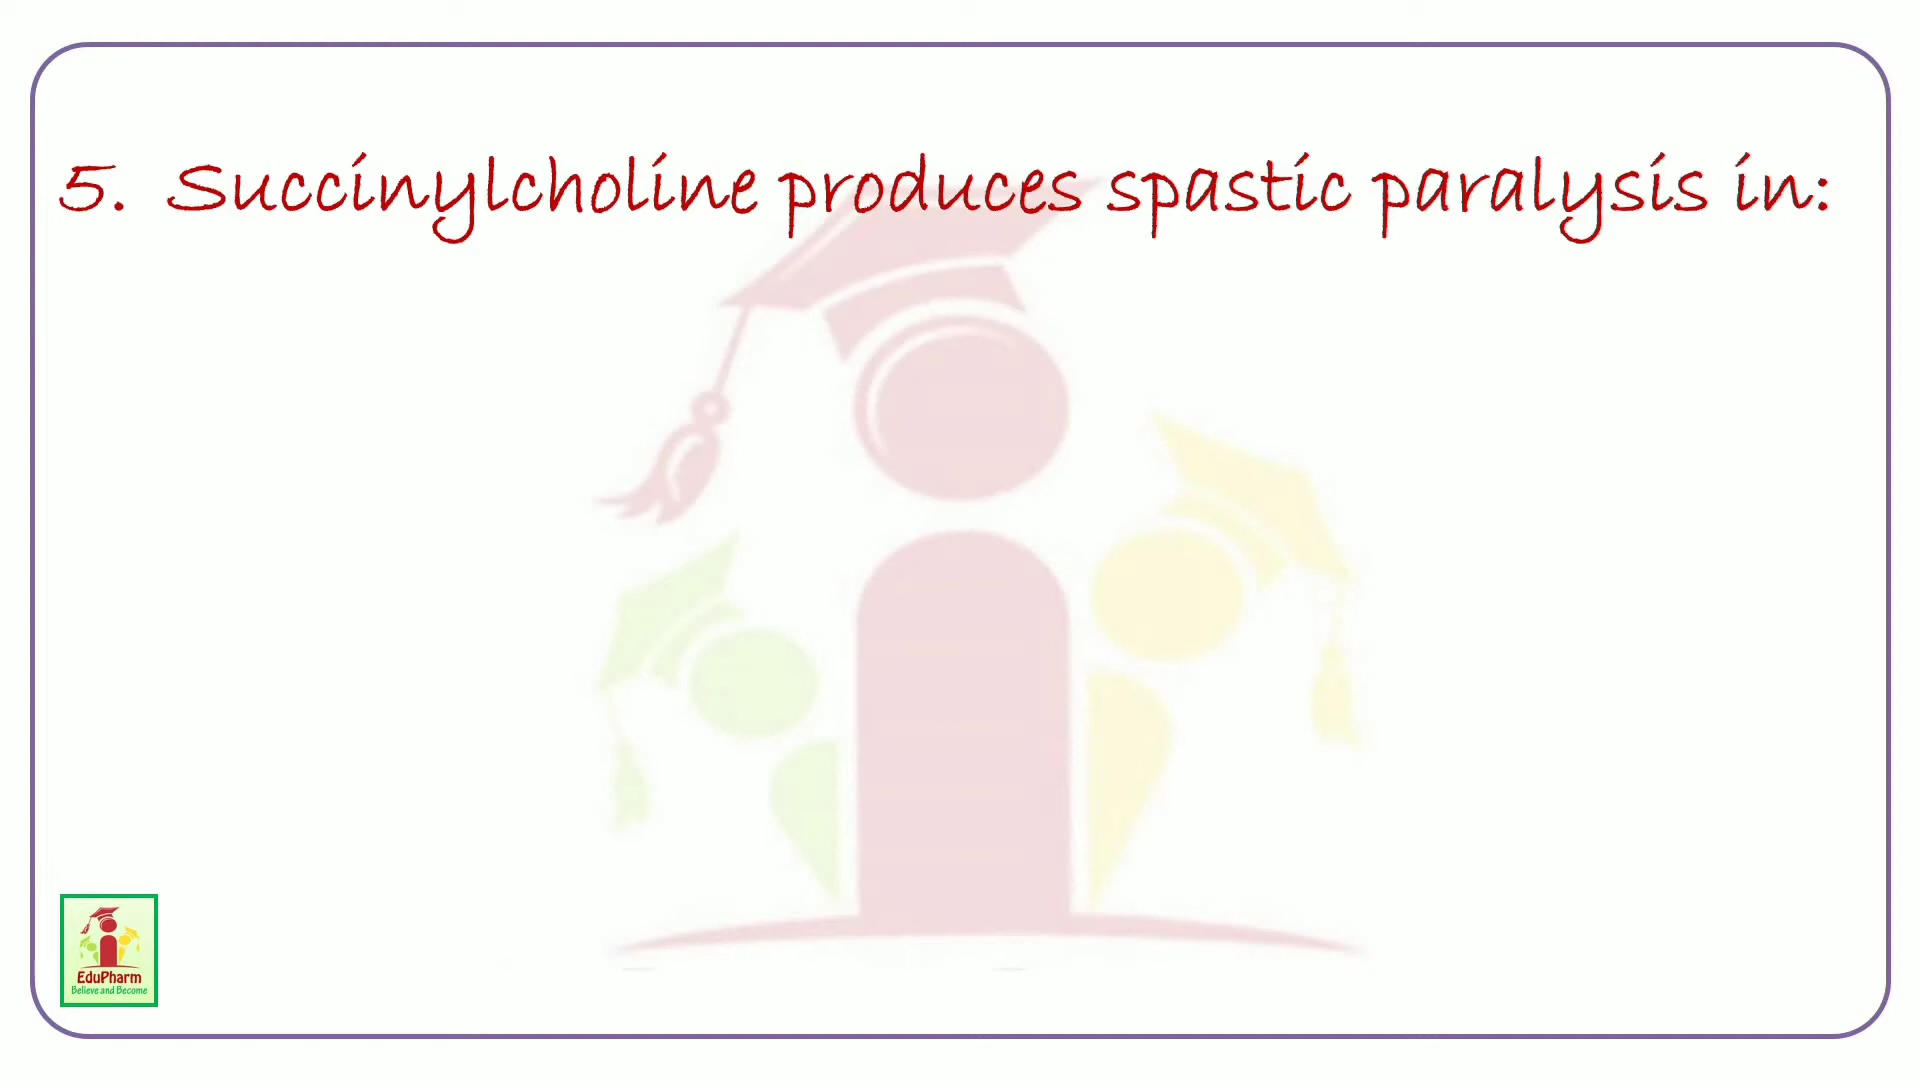 5. Succinylcholine produces spastic paralysis in:
EduPharm
Believe and Become